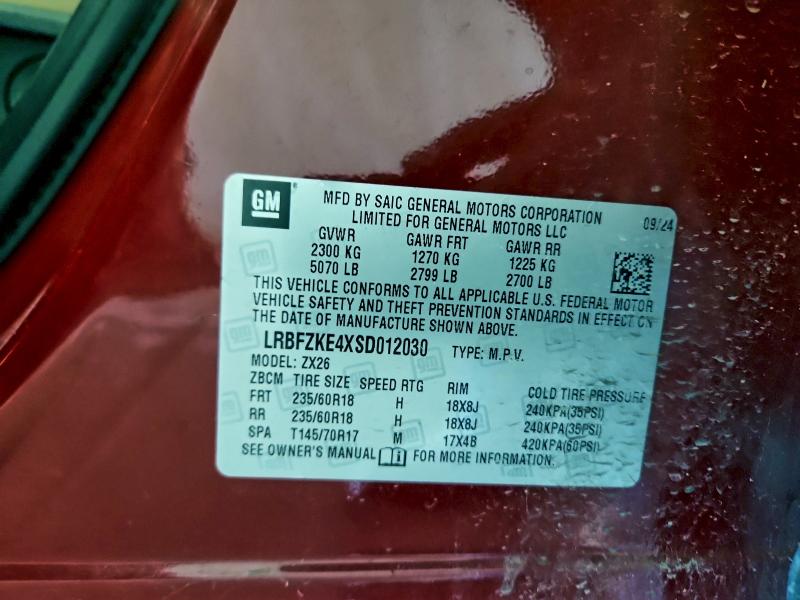 GM
MFD BY SAIC GENERAL MOTORS CORPORATION
LIMITED FOR GENERAL MOTORS LLC
09/24
GVWR GAWR FRT GAWR RR
2300 KG 1270 KG 1225 KG
5070 LB 2799 LB 2700 LB
THIS VEHICLE CONFORMS TO ALL APPLICABLE U.S. FEDERAL MOTOR
VEHICLE SAFETY AND THEFT PREVENTION STANDARDS IN EFFECT ON
THE DATE OF MANUFACTURE SHOWN ABOVE.
LRBFZKE4XSD012030 TYPE: M.P.V.
MODEL: ZX26
ZBCM TIRE SIZE SPEED RTG RIM COLD TIRE PRESSURE
FRT 235/60R18 H 18X8J 240KPA(35PSI)
RR 235/60R18 H 18X8J 240KPA(35PSI)
SPA T145/70R17 M 17X4B 420KPA(60PSI)
SEE OWNER'S MANUAL FOR MORE INFORMATION.